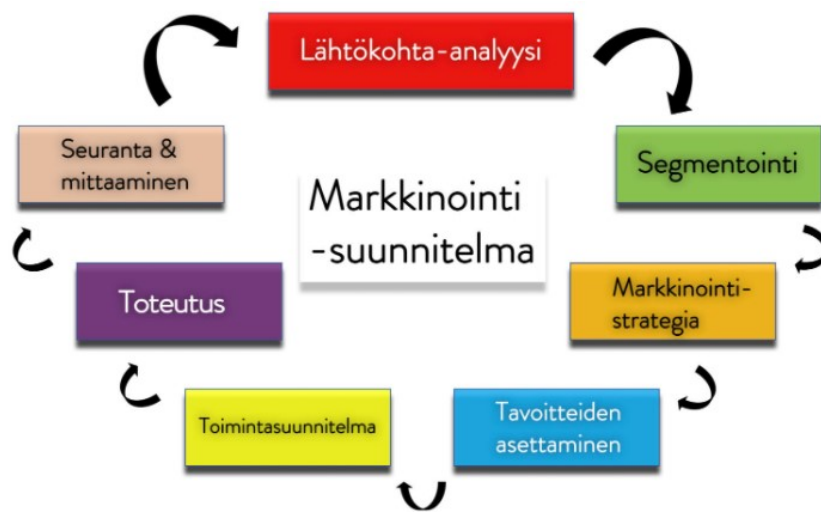 Lähtökohta-analyysi
Segmentointi
Markkinointi-
strategia
Tavoitteiden
asettaminen
Toimintasuunnitelma
Toteutus
Seuranta &
mittaaminen
Markkinointi
-suunnitelma